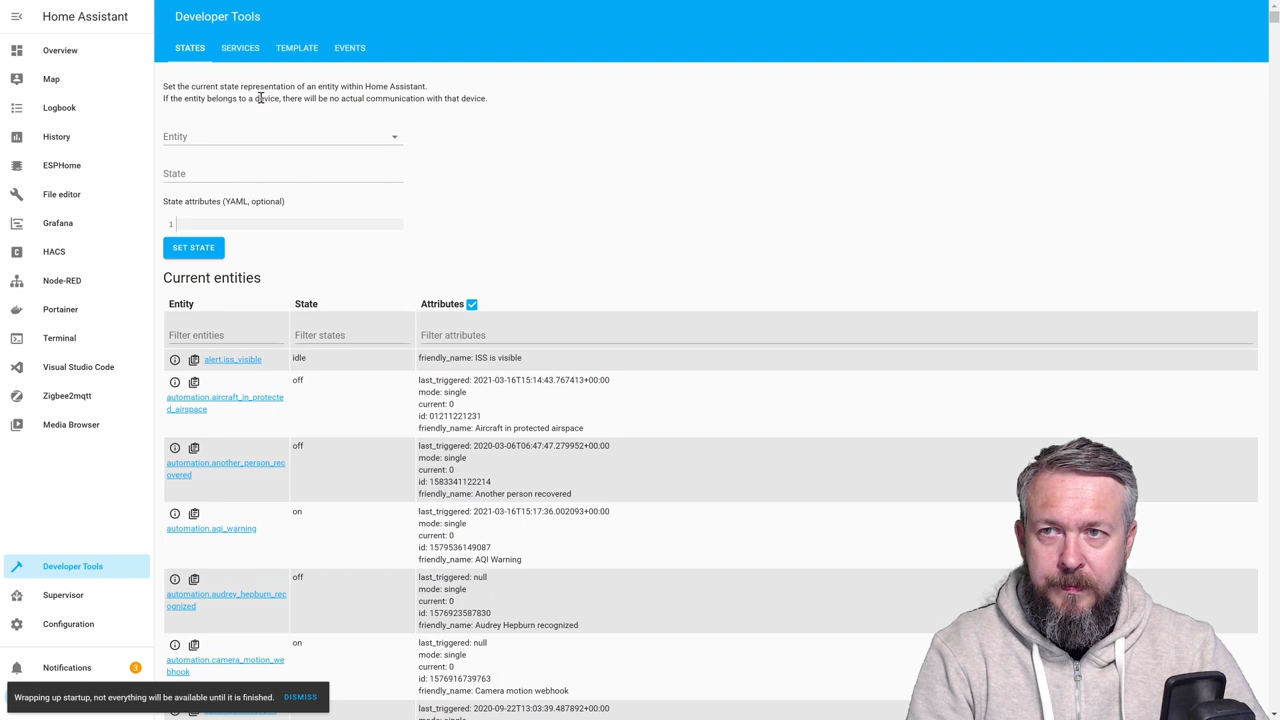 Home Assistant
Developer Tools
STATES SERVICES TEMPLATE EVENTS
Overview
Map
Logbook
History
ESPHome
File editor
Grafana
HACS
Node-RED
Portainer
Terminal
Visual Studio Code
Zigbee2mqtt
Media Browser
Developer Tools
Supervisor
Configuration
Notifications 3
Wrapping up startup, not everything will be available until it is finished. DISMISS
Set the current state representation of an entity within Home Assistant.
If the entity belongs to a device, there will be no actual communication with that device.
Entity
State
State attributes (YAML, optional)
1
SET STATE
Current entities
Entity State Attributes
Filter entities Filter states Filter attributes
alert.iss_visible idle friendly_name: ISS is visible
automation.aircraft_in_protecte
d_airspace
off
last_triggered: 2021-03-16T15:14:43.767413+00:00
mode: single
current: 0
id: 01211221231
friendly_name: Aircraft in protected airspace
automation.another_person_rec
overed
off
last_triggered: 2020-03-06T06:47:47.279952+00:00
mode: single
current: 0
id: 1583341122214
friendly_name: Another person recovered
automation.aqi_warning
on
last_triggered: 2021-03-16T15:17:36.002093+00:00
mode: single
current: 0
id: 1579536149087
friendly_name: AQI Warning
automation.audrey_hepburn_rec
ognized
off
last_triggered: null
mode: single
current: 0
id: 1576923587830
friendly_name: Audrey Hepburn recognized
automation.camera_motion_we
bhook
on
last_triggered: null
mode: single
current: 0
id: 1576916739763
friendly_name: Camera motion webhook
last_triggered: 2020-09-22T13:03:39.487892+00:00
mode: single